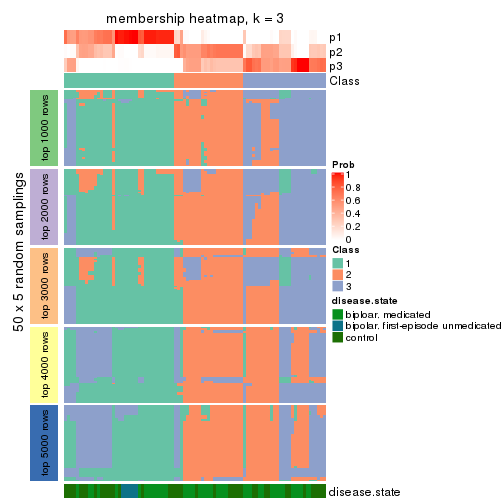 membership heatmap, k = 3
p1
p2
p3
Class
50 x 5 random samplings
top 1000 rows
top 2000 rows
top 3000 rows
top 4000 rows
top 5000 rows
Prob
1
0.8
0.6
0.4
0.2
0
Class
1
2
3
disease.state
bipolar. medicated
bipolar. first-episode unmedicated
control
disease.state